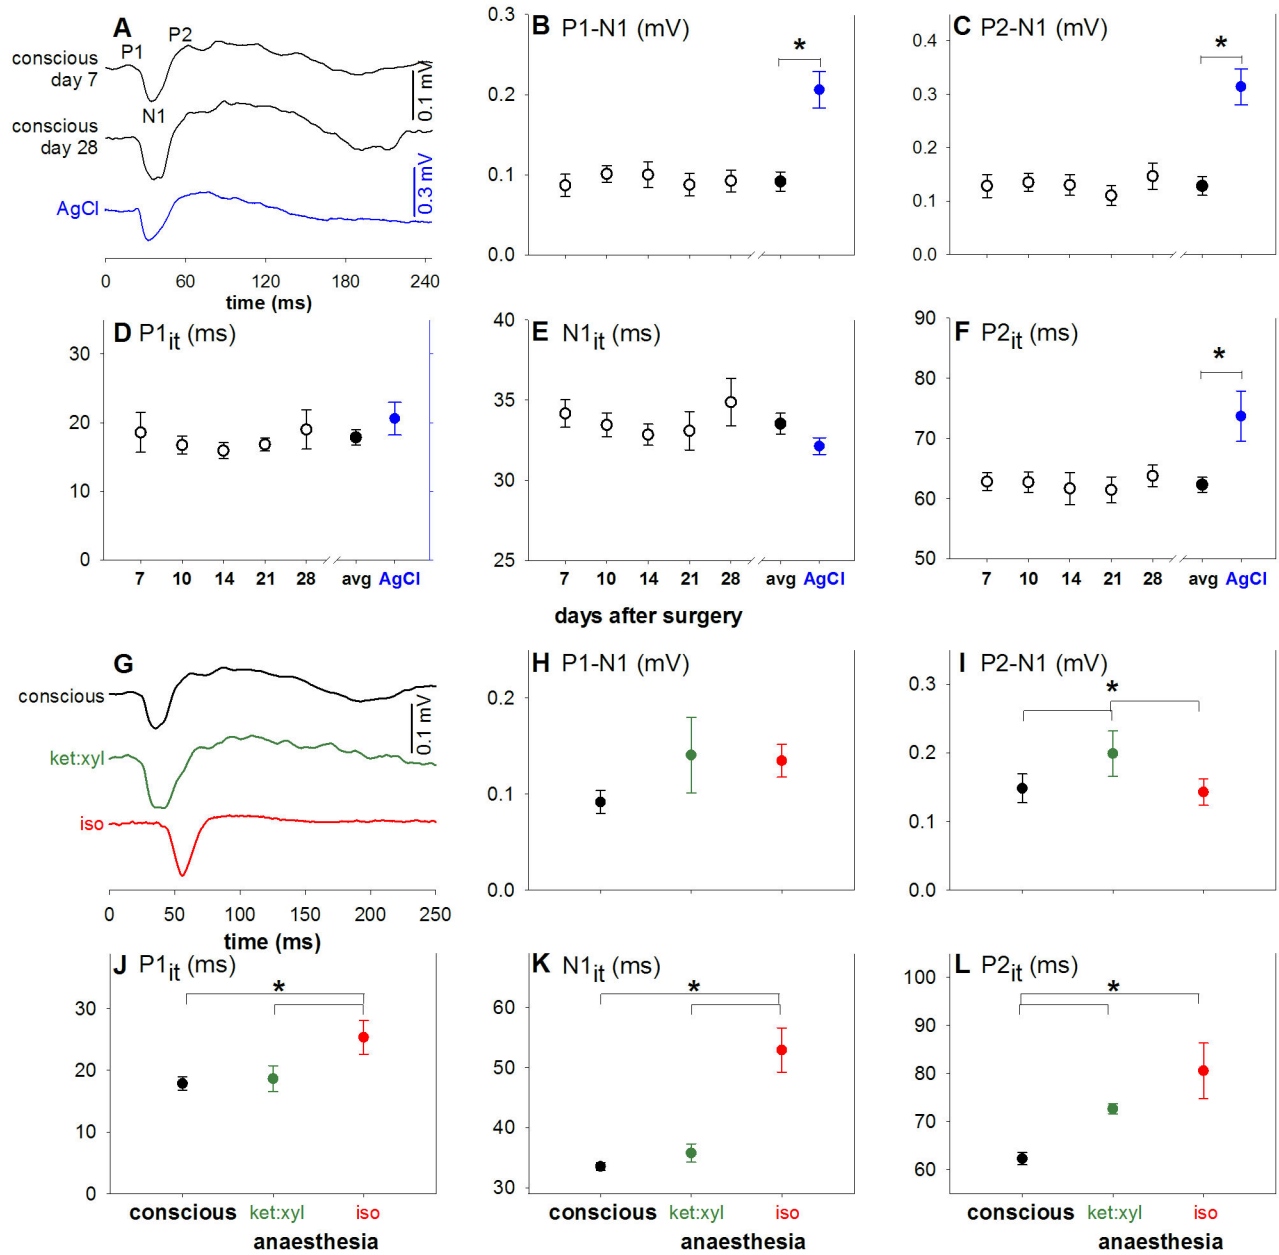 A
P1
P2
conscious
day 7
0.1 mV
N1
conscious
day 28
0.3 mV
AgCl
0 60 120 180 240
time (ms)
B P1-N1 (mV)
0.3
*
0.2
0.1
0.0
C P2-N1 (mV)
0.4
*
0.3
0.2
0.1
0.0
D P1it (ms)
30
20
10
0
7 10 14 21 28 avg AgCl
E N1it (ms)
40
35
30
25
7 10 14 21 28 avg AgCl
F P2it (ms)
90
80
*
70
60
50
7 10 14 21 28 avg AgCl
days after surgery
G
conscious
0.1 mV
ket:xyl
iso
0 50 100 150 200 250
time (ms)
H P1-N1 (mV)
0.2
0.1
0.0
I P2-N1 (mV)
0.3
*
0.2
0.1
0.0
J P1it (ms)
*
30
20
10
0
conscious ket:xyl iso
anaesthesia
K N1it (ms)
*
60
50
40
30
conscious ket:xyl iso
anaesthesia
L P2it (ms)
100
*
90
80
70
60
conscious ket:xyl iso
anaesthesia